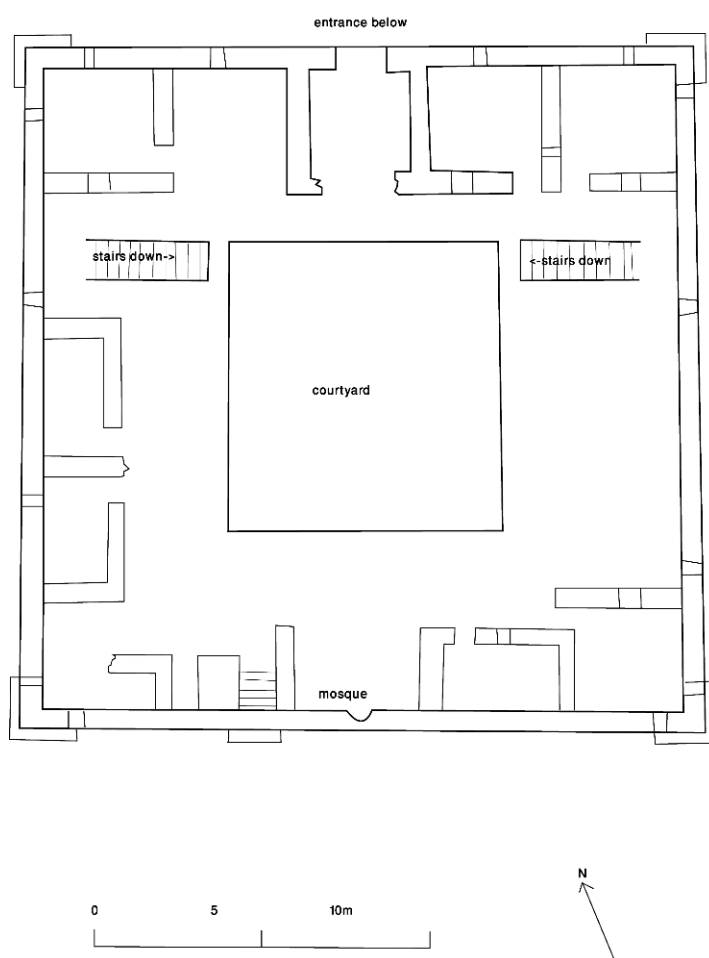 entrance below
stairs down->
<-stairs down
courtyard
mosque
N
0 5 10m